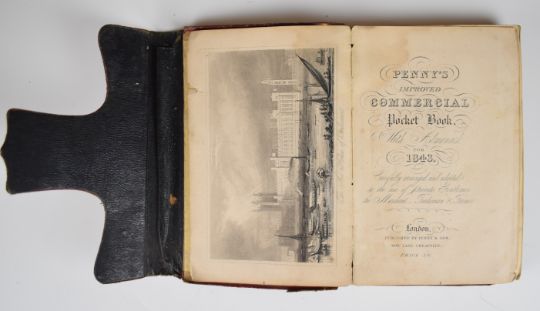 PENNY'S
IMPROVED
COMMERCIAL
Pocket Book,
With Almanac
FOR
1843.
Carefully arranged and adapted
to the use of Private Gentlemen
the Merchant, Tradesman &
London,
PUBLISHED BY PENNY & SON,
PRICE